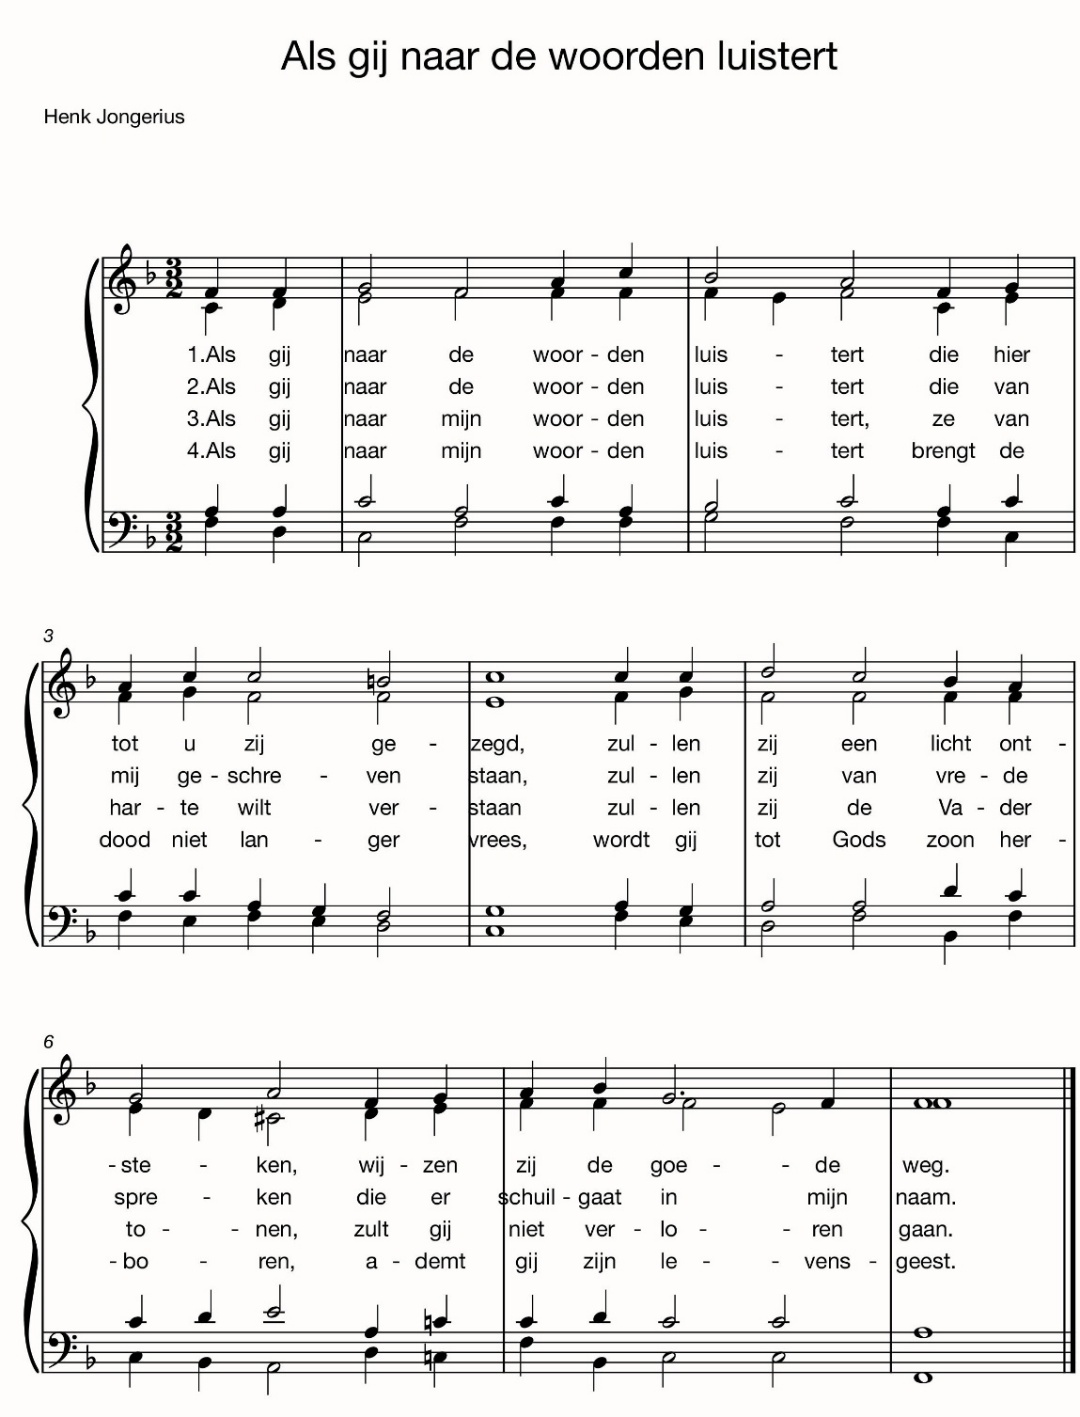 Als gij naar de woorden luistert
Henk Jongerius
3 2
1.Als gij naar de woor - den luis - tert die hier
2.Als gij naar de woor - den luis - tert die van
3.Als gij naar mijn woor - den luis - tert, ze van
4.Als gij naar mijn woor - den luis - tert brengt de
3 2
3
tot u zij ge - zegd, zul - len zij een licht ont -
mij ge - schre - ven staan, zul - len zij van vre - de
har - te wilt ver - staan zul - len zij de Va - der
dood niet lan - ger vrees, wordt gij tot Gods zoon her -
6
- ste - ken, wij - zen zij de goe - - de weg.
spre - ken die er schuil - gaat in mijn naam.
to - - nen, zult gij niet ver - lo - - ren gaan.
- bo - ren, a - demt gij zijn le - - vens - geest.